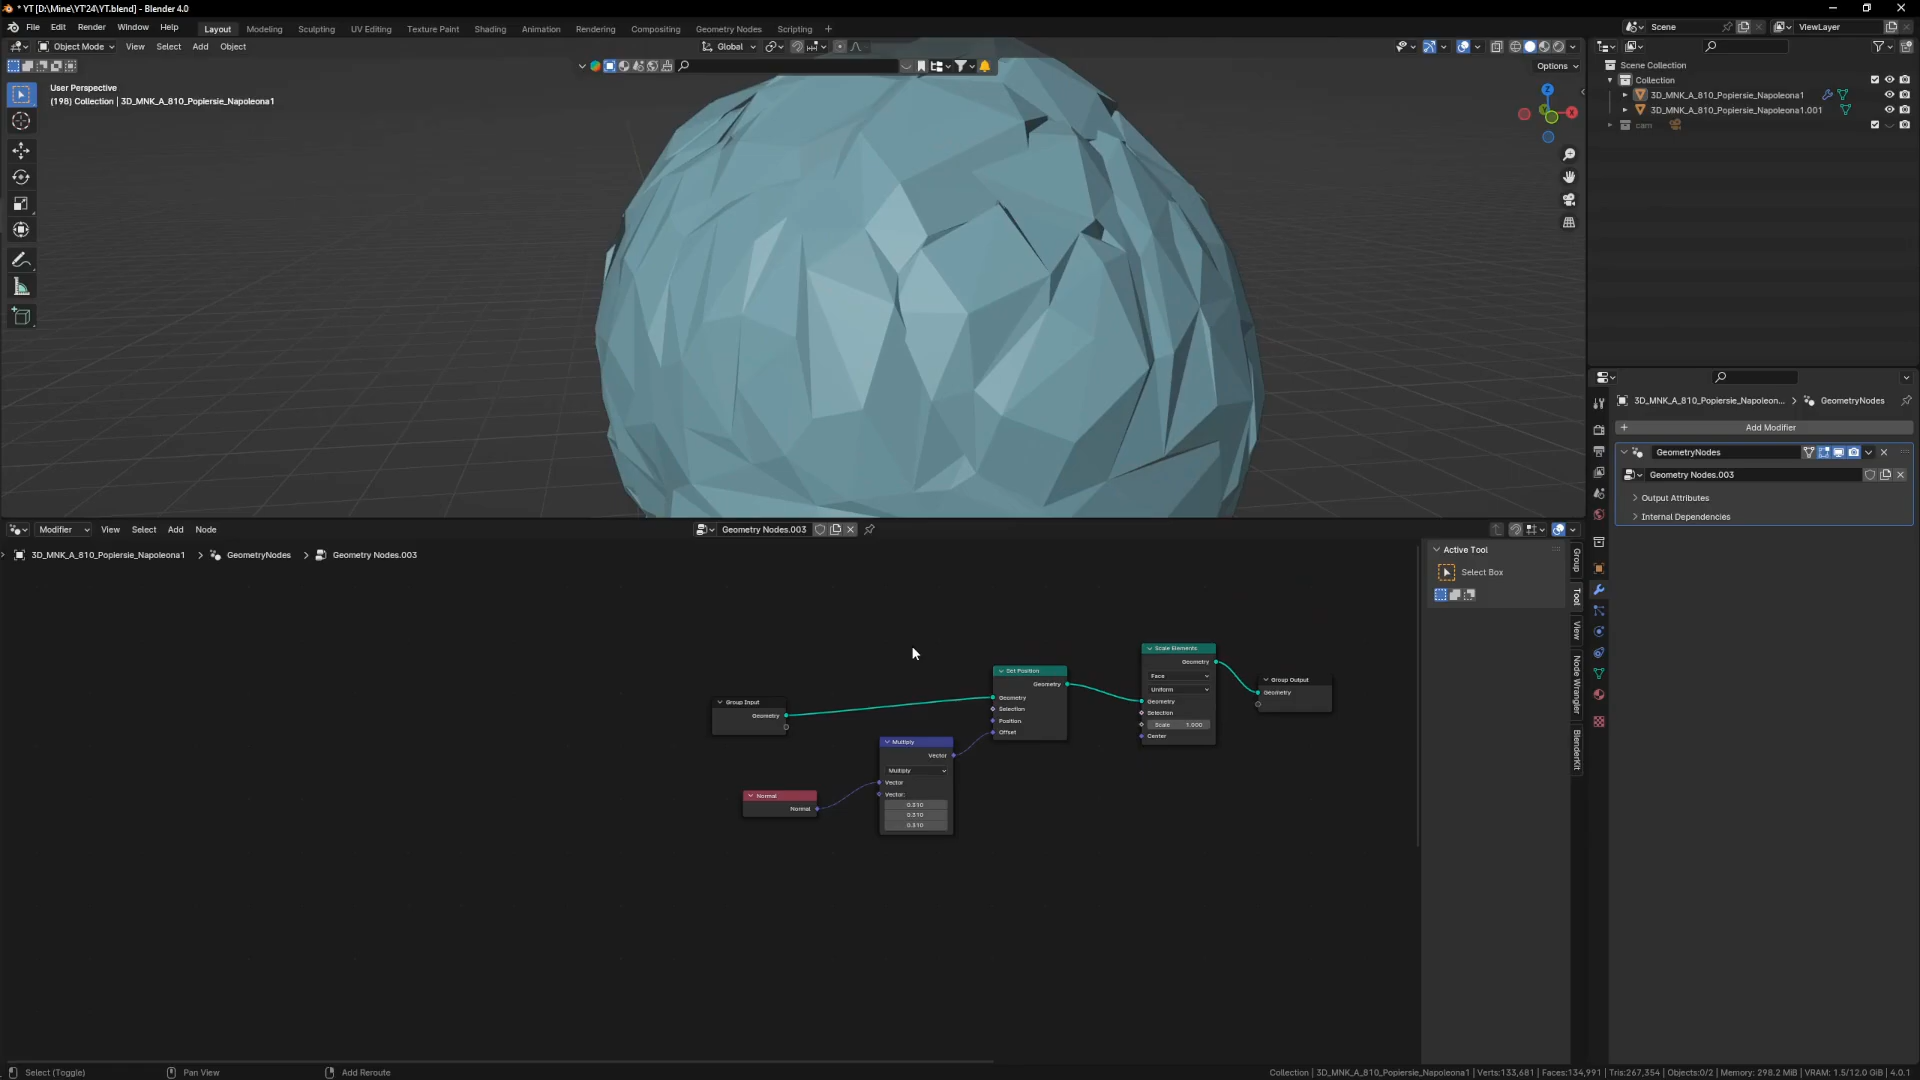 * YT [D:\Mine\YT'24\YT.blend] - Blender 4.0
File Edit Render Window Help Layout Modeling Sculpting UV Editing Texture Paint Shading Animation Rendering Compositing Geometry Nodes Scripting + Scene ViewLayer
Object Mode View Select Add Object Global
Options
User Perspective
(198) Collection | 3D_MNK_A_810_Popiersie_Napoleona1
Z
X
Scene Collection
Collection
3D_MNK_A_810_Popiersie_Napoleona1
3D_MNK_A_810_Popiersie_Napoleona1.001
cam
3D_MNK_A_810_Popiersie_Napoleon... > GeometryNodes
+ Add Modifier
GeometryNodes
Geometry Nodes.003
Output Attributes
Internal Dependencies
Modifier View Select Add Node Geometry Nodes.003
3D_MNK_A_810_Popiersie_Napoleona1 > GeometryNodes > Geometry Nodes.003
Active Tool
Select Box
Group
Tool
View
Node Wrangler
BlenderKit
Group Input
Geometry
Normal
Normal
Multiply
Vector
Multiply
Vector
Vector:
0.310
0.310
0.310
Set Position
Geometry
Geometry
Selection
Position
Offset
Scale Elements
Geometry
Face
Uniform
Geometry
Selection
Scale 1.000
Center
Group Output
Geometry
Select (Toggle) Pan View Add Reroute Collection | 3D_MNK_A_810_Popiersie_Napoleona1 | Verts:133,681 | Faces:134,991 | Tris:267,354 | Objects:0/2 | Memory: 298.2 MiB | VRAM: 1.5/12.0 GiB | 4.0.1